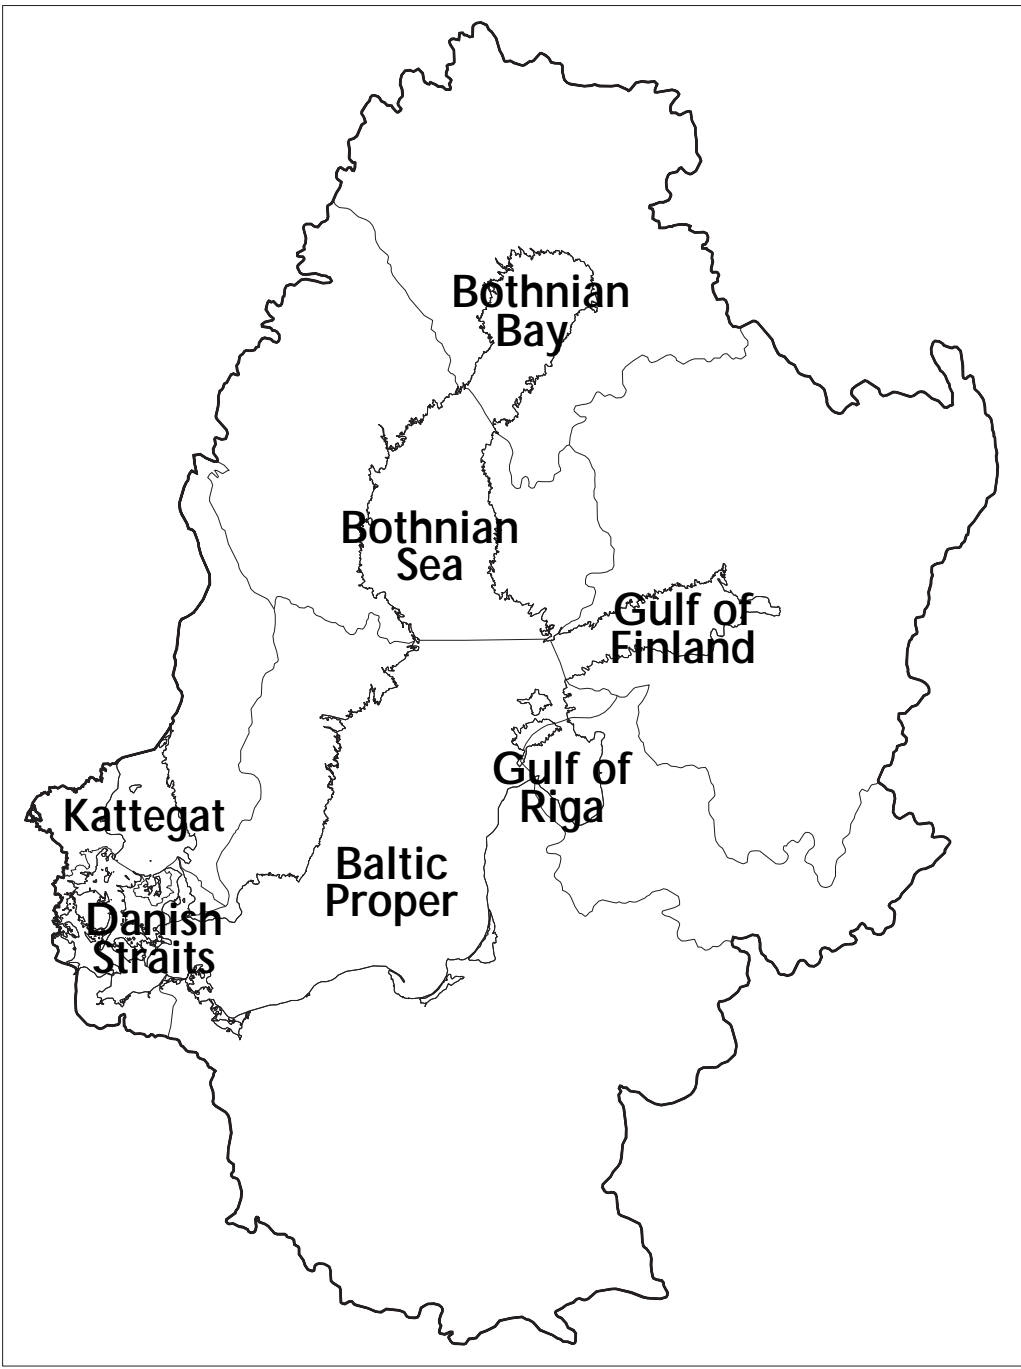 Bothnian
Bay
Bothnian
Sea
Gulf of
Finland
Gulf of
Riga
Kattegat
Baltic
Proper
Danish
Straits